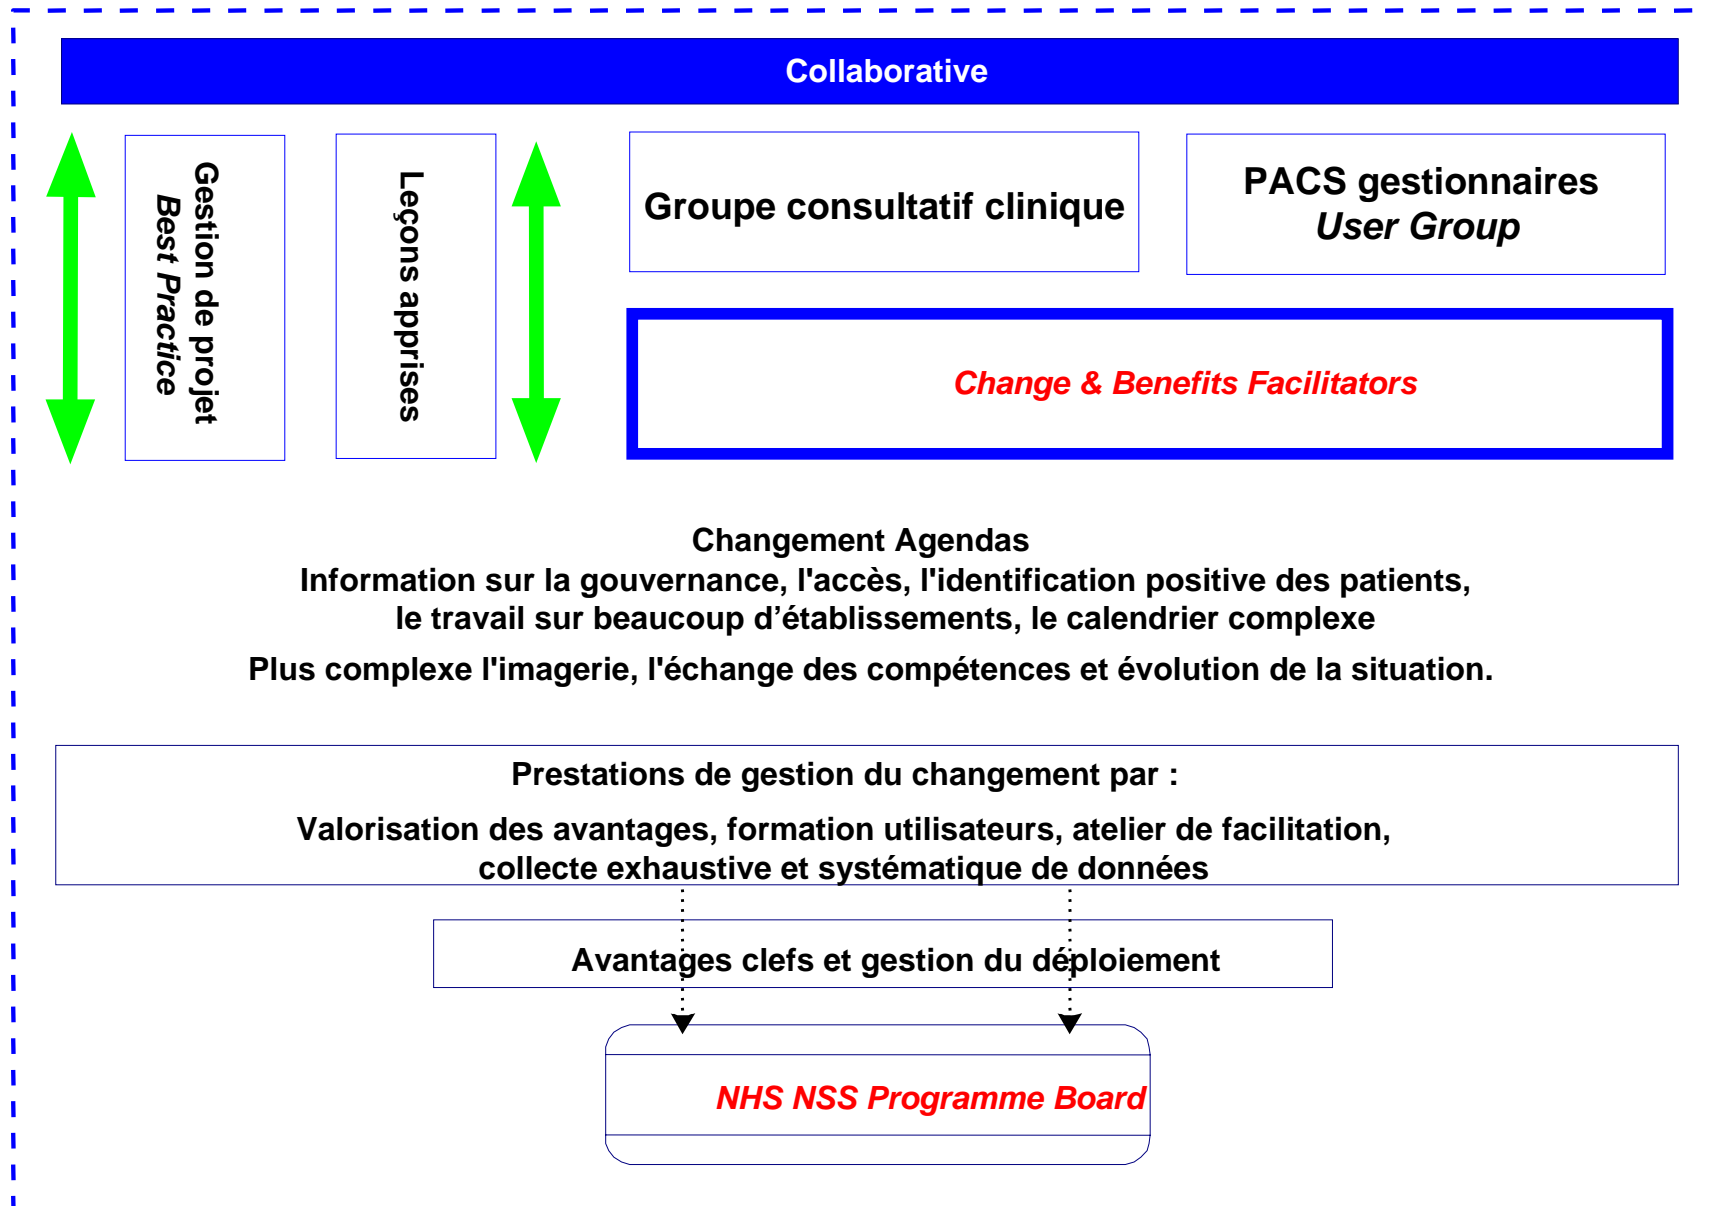 Collaborative
Gestion de projet
Best Practice
Leçons apprises
Groupe consultatif clinique
PACS gestionnaires
User Group
Change & Benefits Facilitators
Changement Agendas
Information sur la gouvernance, l'accès, l'identification positive des patients,
le travail sur beaucoup d’établissements, le calendrier complexe
Plus complexe l'imagerie, l'échange des compétences et évolution de la situation.
Prestations de gestion du changement par :
Valorisation des avantages, formation utilisateurs, atelier de facilitation,
collecte exhaustive et systématique de données
Avantages clefs et gestion du déploiement
NHS NSS Programme Board